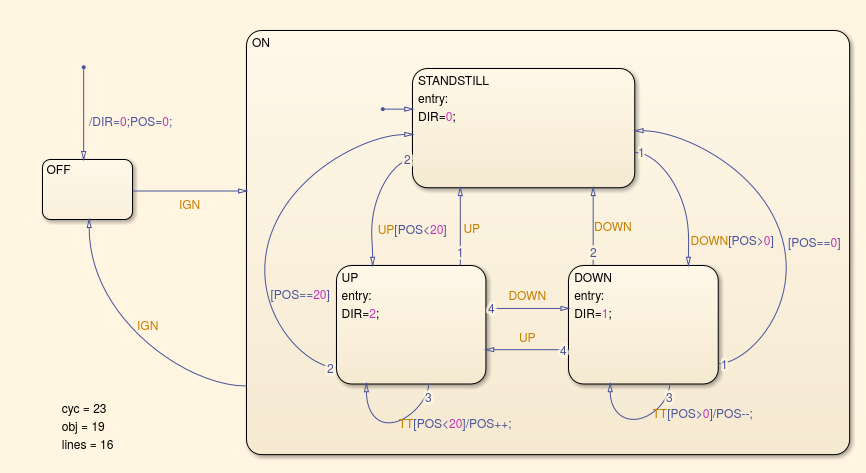 ON
STANDSTILL
entry:
DIR=0;
/DIR=0;POS=0;
OFF
IGN
1
2
UP[POS<20]
UP
DOWN
DOWN[POS>0]
[POS==0]
1
2
UP
entry:
DIR=2;
DOWN
entry:
DIR=1;
[POS==20]
4
DOWN
UP
4
IGN
2
1
3
3
TT[POS<20]/POS++;
TT[POS>0]/POS--;
cyc = 23
obj = 19
lines = 16